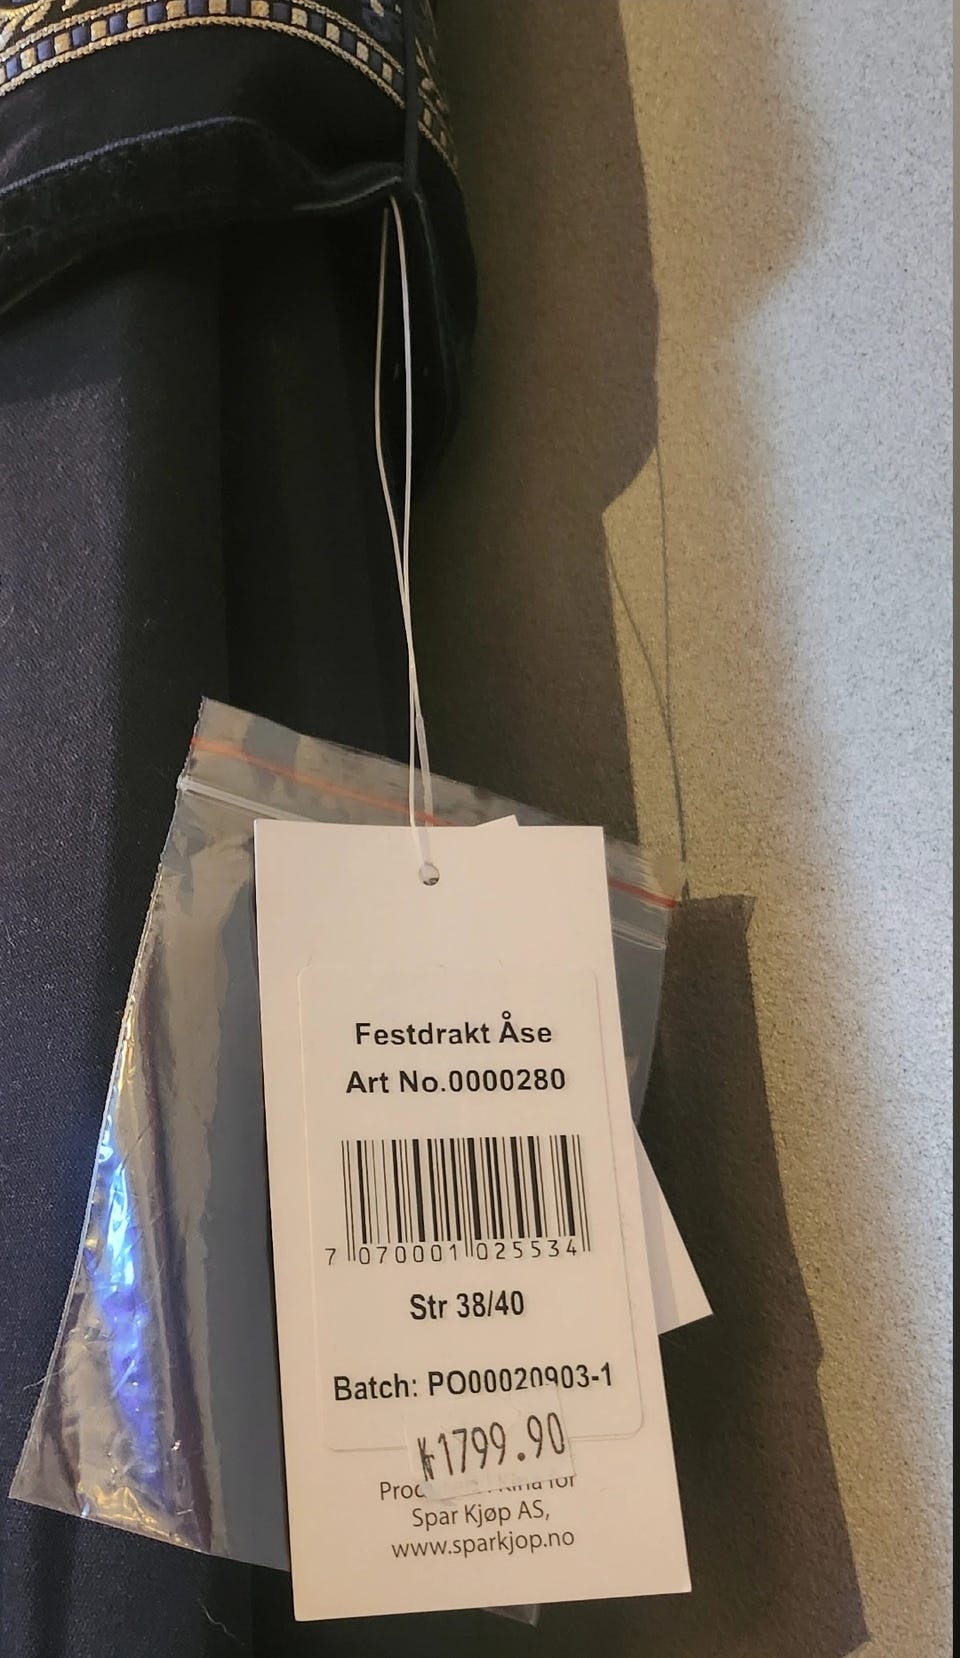 Festdrakt Åse
Art No.0000280
7 070001 025534
Str 38/40
Batch: PO00020903-1
1799.90
for
Spar Kjøp AS,
www.sparkjop.no